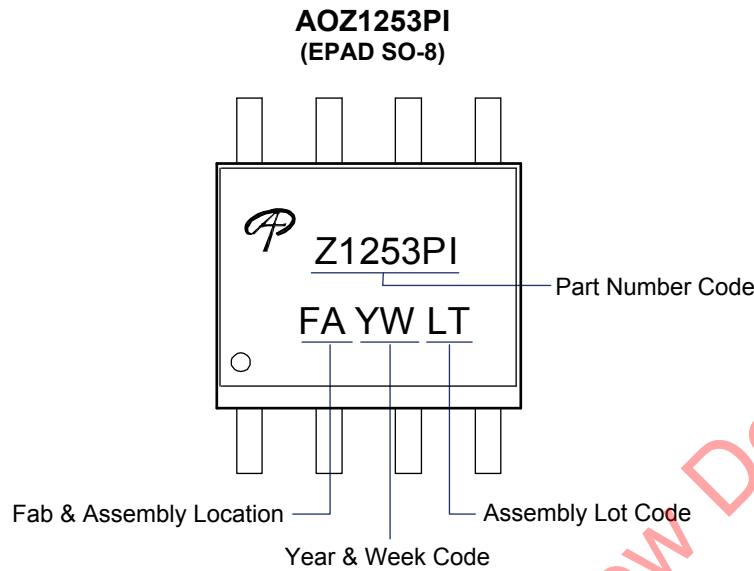 AOZ1253PI
(EPAD SO-8)
Z1253PI
Part Number Code
FA YW LT
Fab & Assembly Location
Assembly Lot Code
Year & Week Code